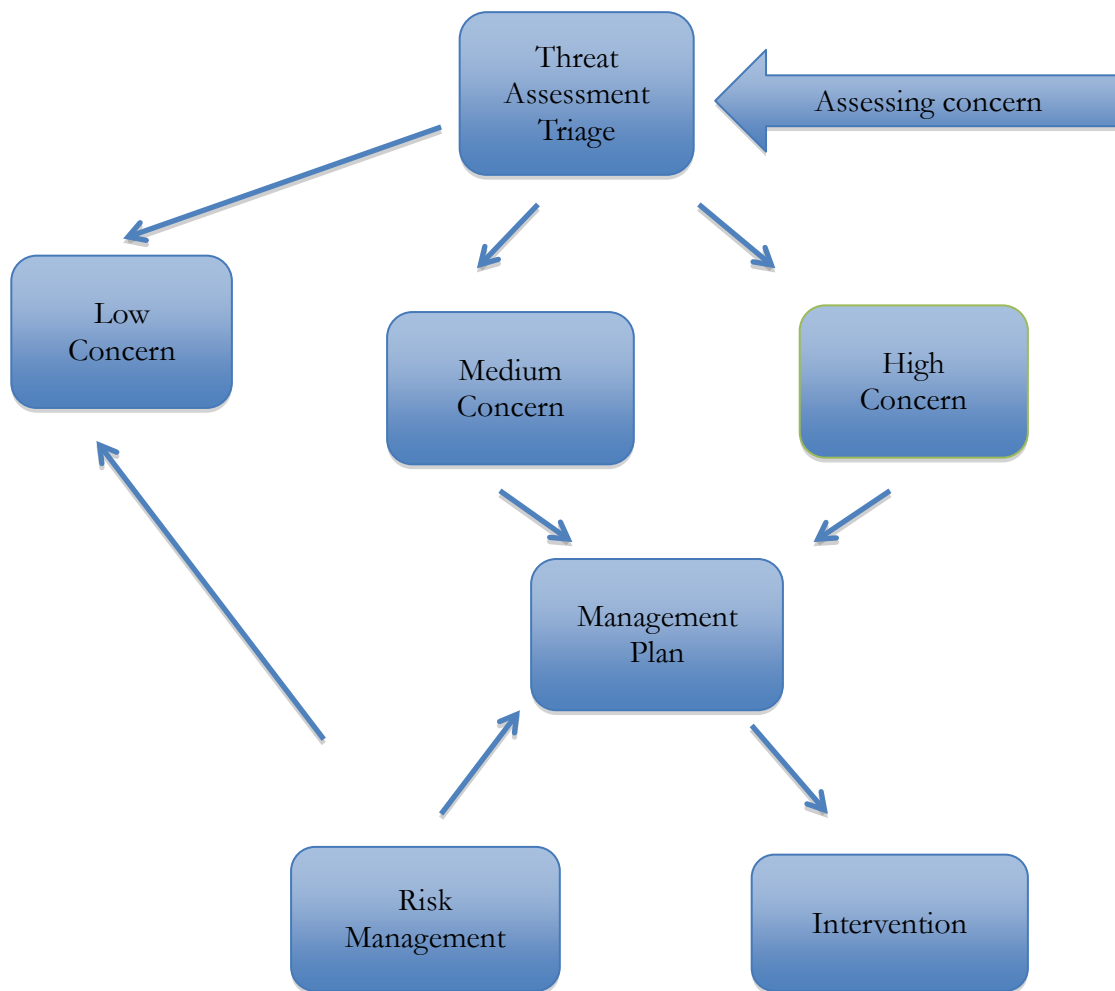 Threat
Assessment
Triage
Assessing concern
Low
Concern
Medium
Concern
High
Concern
Management
Plan
Risk
Management
Intervention